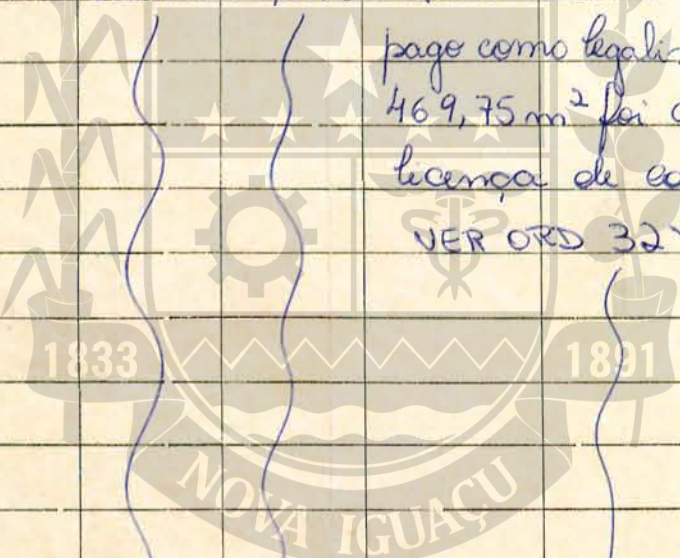 pago como legali
469,75 m² foi
licença de
VER ORD 32
1833
1891
NOVA IGUAÇU